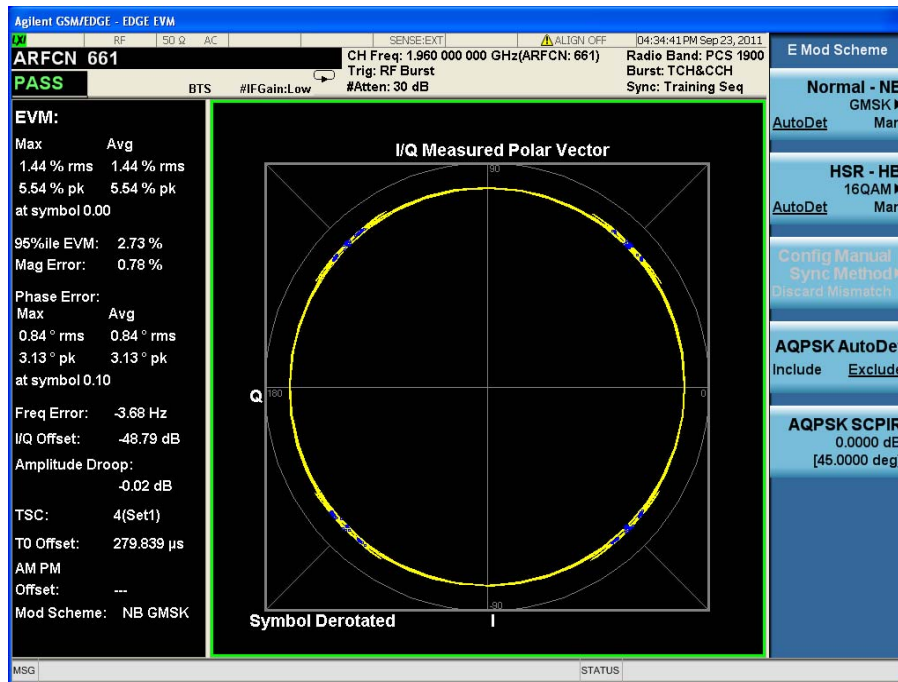 Agilent GSM/EDGE - EDGE EVM
LXI RF 50 Ω AC SENSE:EXT ALIGN OFF 04:34:41 PM Sep 23, 2011
ARFCN 661 CH Freq: 1.960 000 000 GHz(ARFCN: 661) Radio Band: PCS 1900
Trig: RF Burst Burst: TCH&CCH
PASS BTS #IFGain:Low #Atten: 30 dB Sync: Training Seq
EVM:
Max Avg
1.44 % rms 1.44 % rms
5.54 % pk 5.54 % pk
at symbol 0.00
95%ile EVM: 2.73 %
Mag Error: 0.78 %
Phase Error:
Max Avg
0.84 ° rms 0.84 ° rms
3.13 ° pk 3.13 ° pk
at symbol 0.10
Freq Error: -3.68 Hz
I/Q Offset: -48.79 dB
Amplitude Droop:
-0.02 dB
TSC: 4(Set1)
T0 Offset: 279.839 µs
AM PM
Offset: ---
Mod Scheme: NB GMSK
I/Q Measured Polar Vector
90
Q 180 0
-90
Symbol Derotated I
E Mod Scheme
Normal - NB
GMSK
AutoDet Man
HSR - HB
16QAM
AutoDet Man
Config Manual
Sync Method
Discard Mismatch
AQPSK AutoDe
Include Exclude
AQPSK SCPIR
0.0000 dB
[45.0000 deg]
MSG STATUS